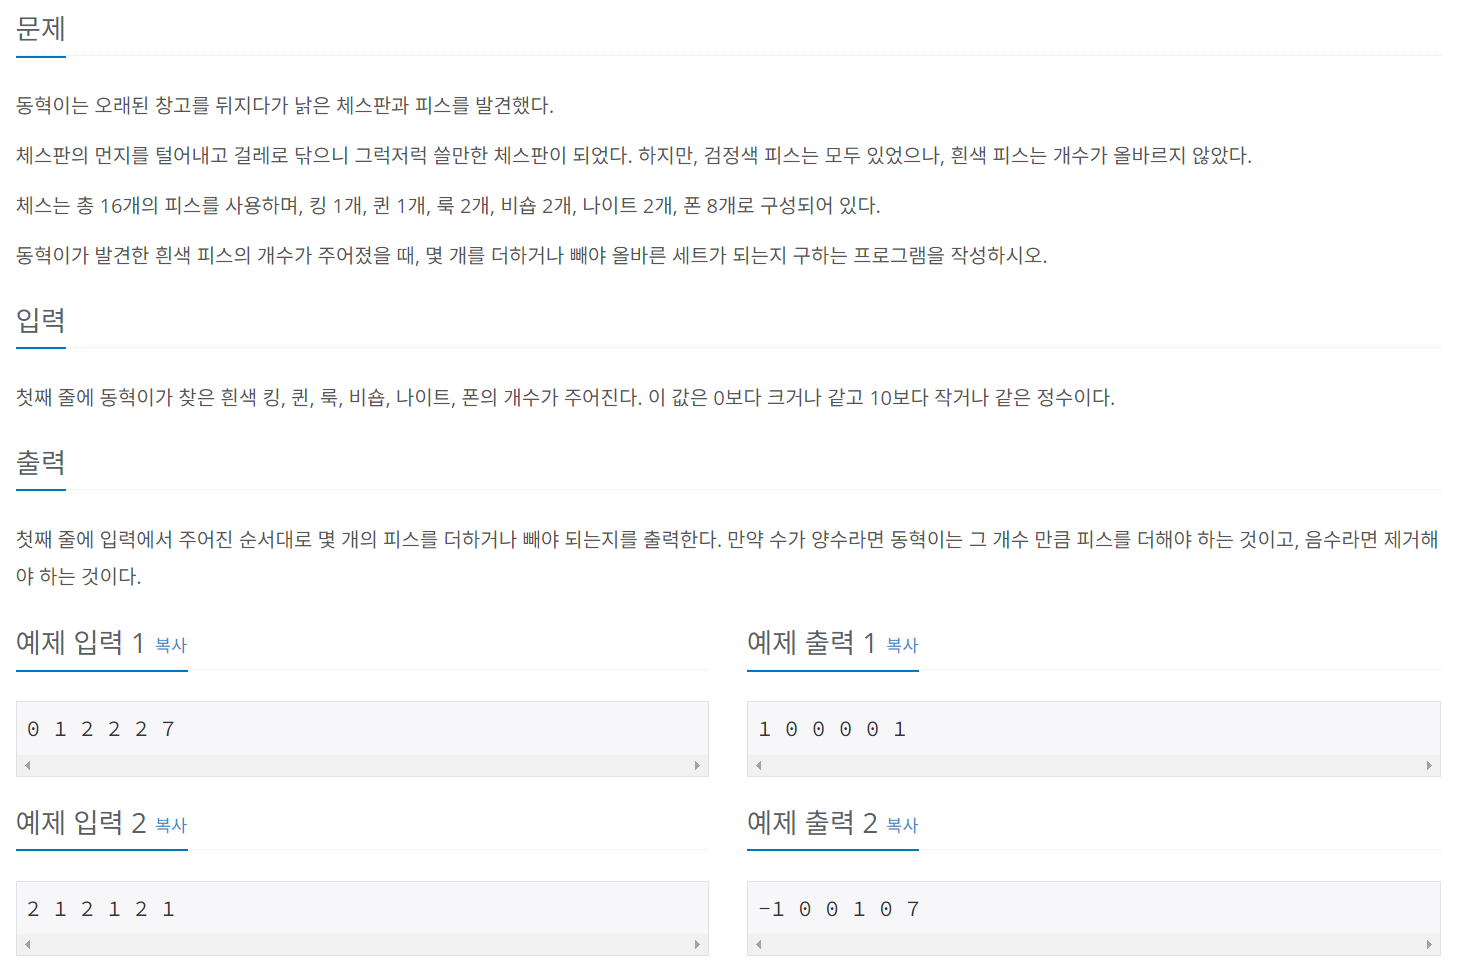 문제
동혁이는 오래된 창고를 뒤지다가 낡은 체스판과 피스를 발견했다.
체스판의 먼지를 털어내고 걸레로 닦으니 그럭저럭 쓸만한 체스판이 되었다. 하지만, 검정색 피스는 모두 있었으나, 흰색 피스는 개수가 올바르지 않았다.
체스는 총 16개의 피스를 사용하며, 킹 1개, 퀸 1개, 룩 2개, 비숍 2개, 나이트 2개, 폰 8개로 구성되어 있다.
동혁이가 발견한 흰색 피스의 개수가 주어졌을 때, 몇 개를 더하거나 빼야 올바른 세트가 되는지 구하는 프로그램을 작성하시오.
입력
첫째 줄에 동혁이가 찾은 흰색 킹, 퀸, 룩, 비숍, 나이트, 폰의 개수가 주어진다. 이 값은 0보다 크거나 같고 10보다 작거나 같은 정수이다.
출력
첫째 줄에 입력에서 주어진 순서대로 몇 개의 피스를 더하거나 빼야 되는지를 출력한다. 만약 수가 양수라면 동혁이는 그 개수 만큼 피스를 더해야 하는 것이고, 음수라면 제거해
야 하는 것이다.
예제 입력 1 복사
0 1 2 2 2 7
예제 출력 1 복사
1 0 0 0 0 1
예제 입력 2 복사
2 1 2 1 2 1
예제 출력 2 복사
-1 0 0 1 0 7